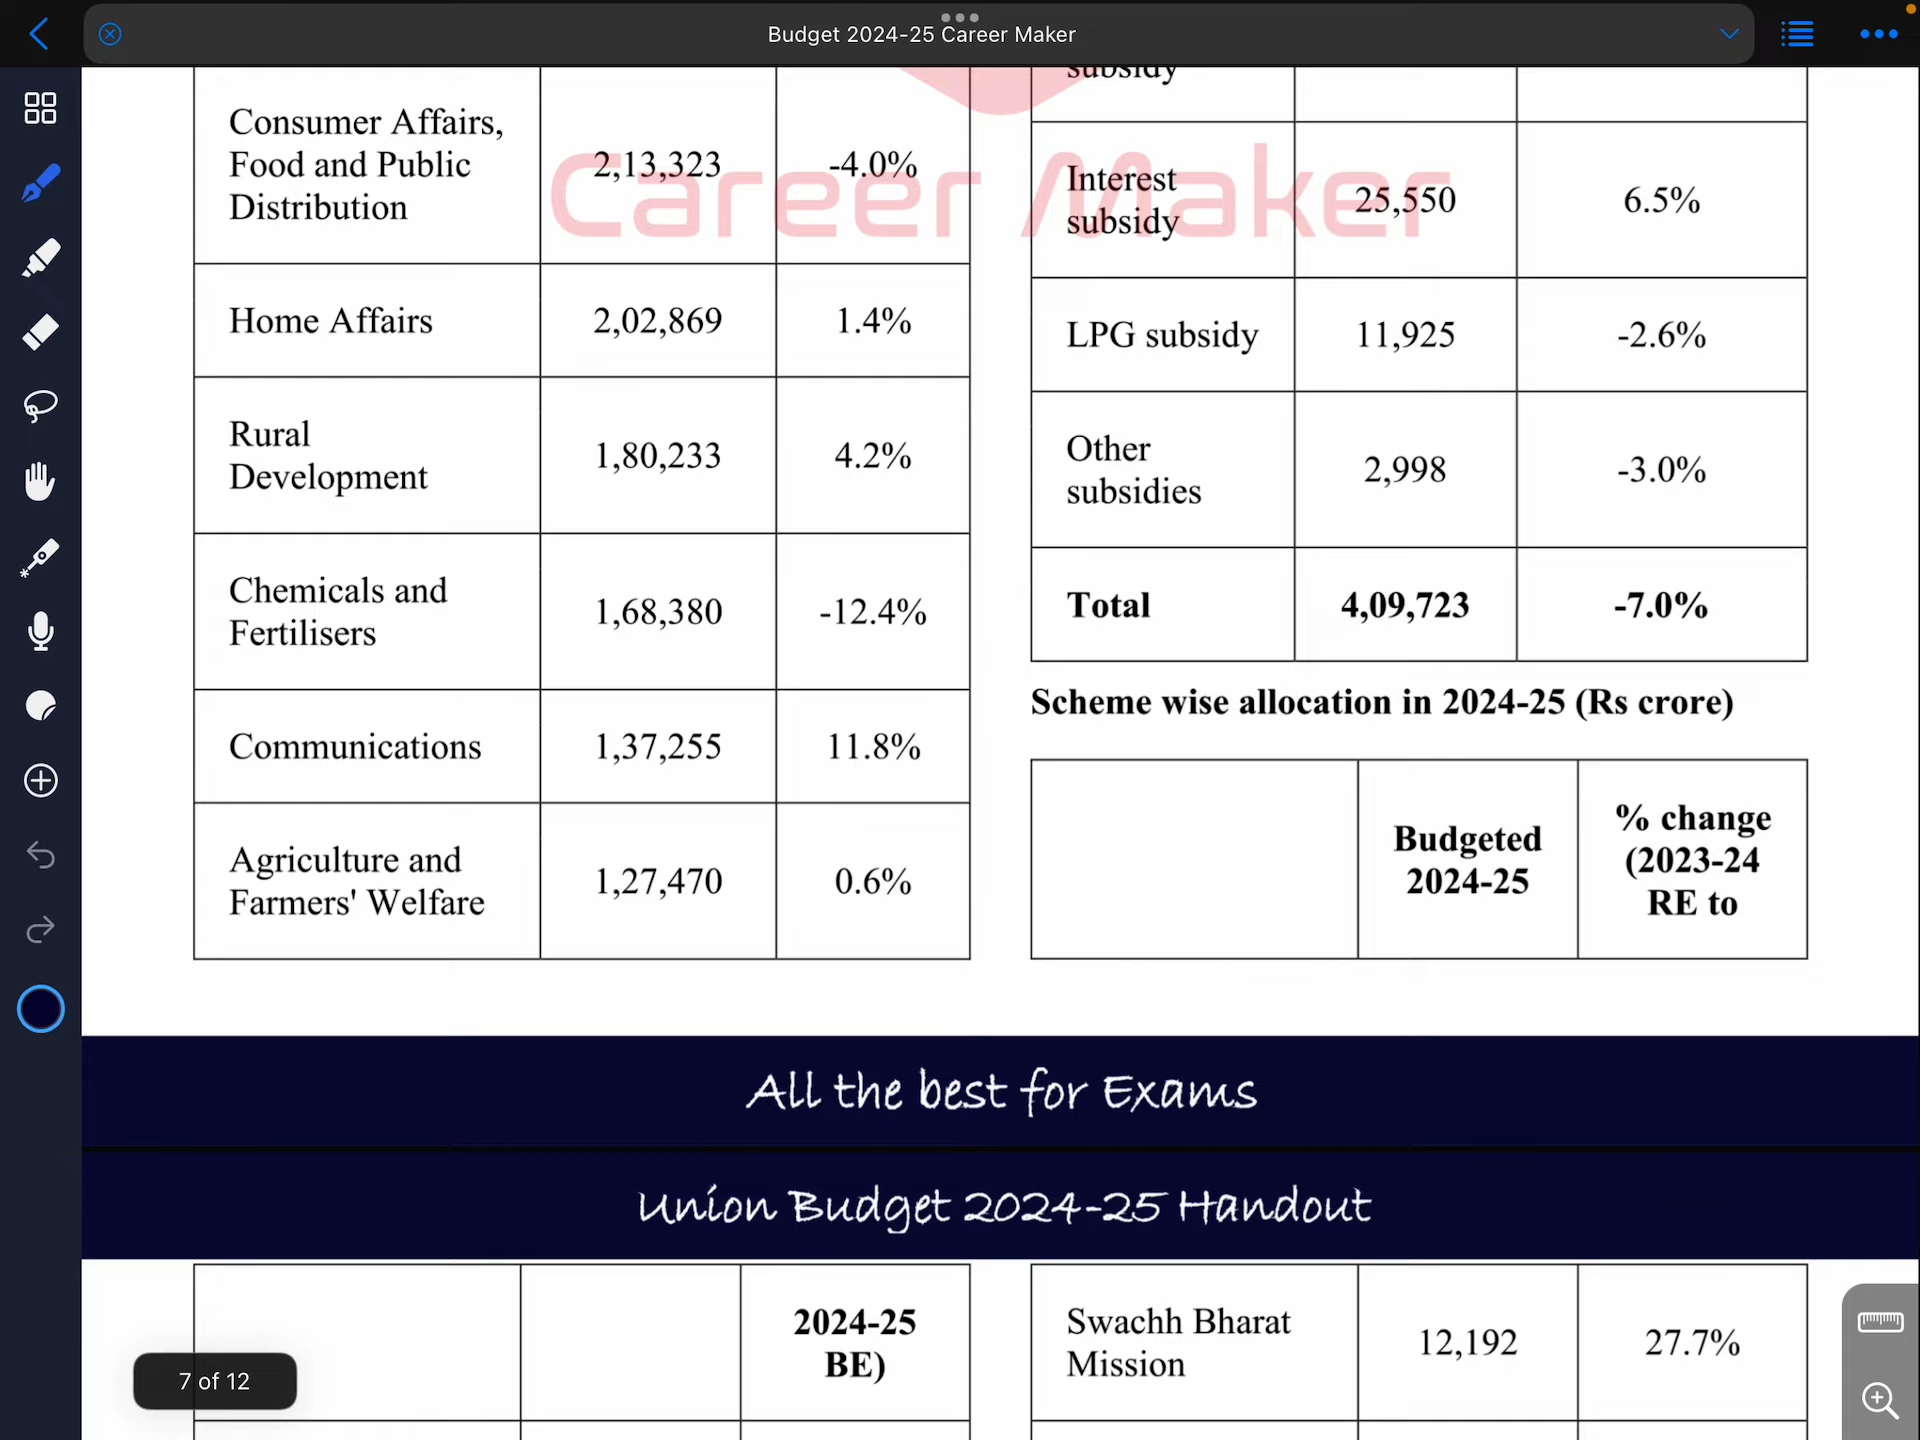 Budget 2024-25 Career Maker
Consumer Affairs,
Food and Public
Distribution
2,13,323
-4.0%
Home Affairs
2,02,869
1.4%
Rural
Development
1,80,233
4.2%
Chemicals and
Fertilisers
1,68,380
-12.4%
Communications
1,37,255
11.8%
Agriculture and
Farmers' Welfare
1,27,470
0.6%
Career Maker
subsidy
Interest
subsidy
25,550
6.5%
LPG subsidy
11,925
-2.6%
Other
subsidies
2,998
-3.0%
Total
4,09,723
-7.0%
Scheme wise allocation in 2024-25 (Rs crore)
Budgeted
2024-25
% change
(2023-24
RE to
All the best for Exams
Union Budget 2024-25 Handout
2024-25
BE)
Swachh Bharat
Mission
12,192
27.7%
7 of 12